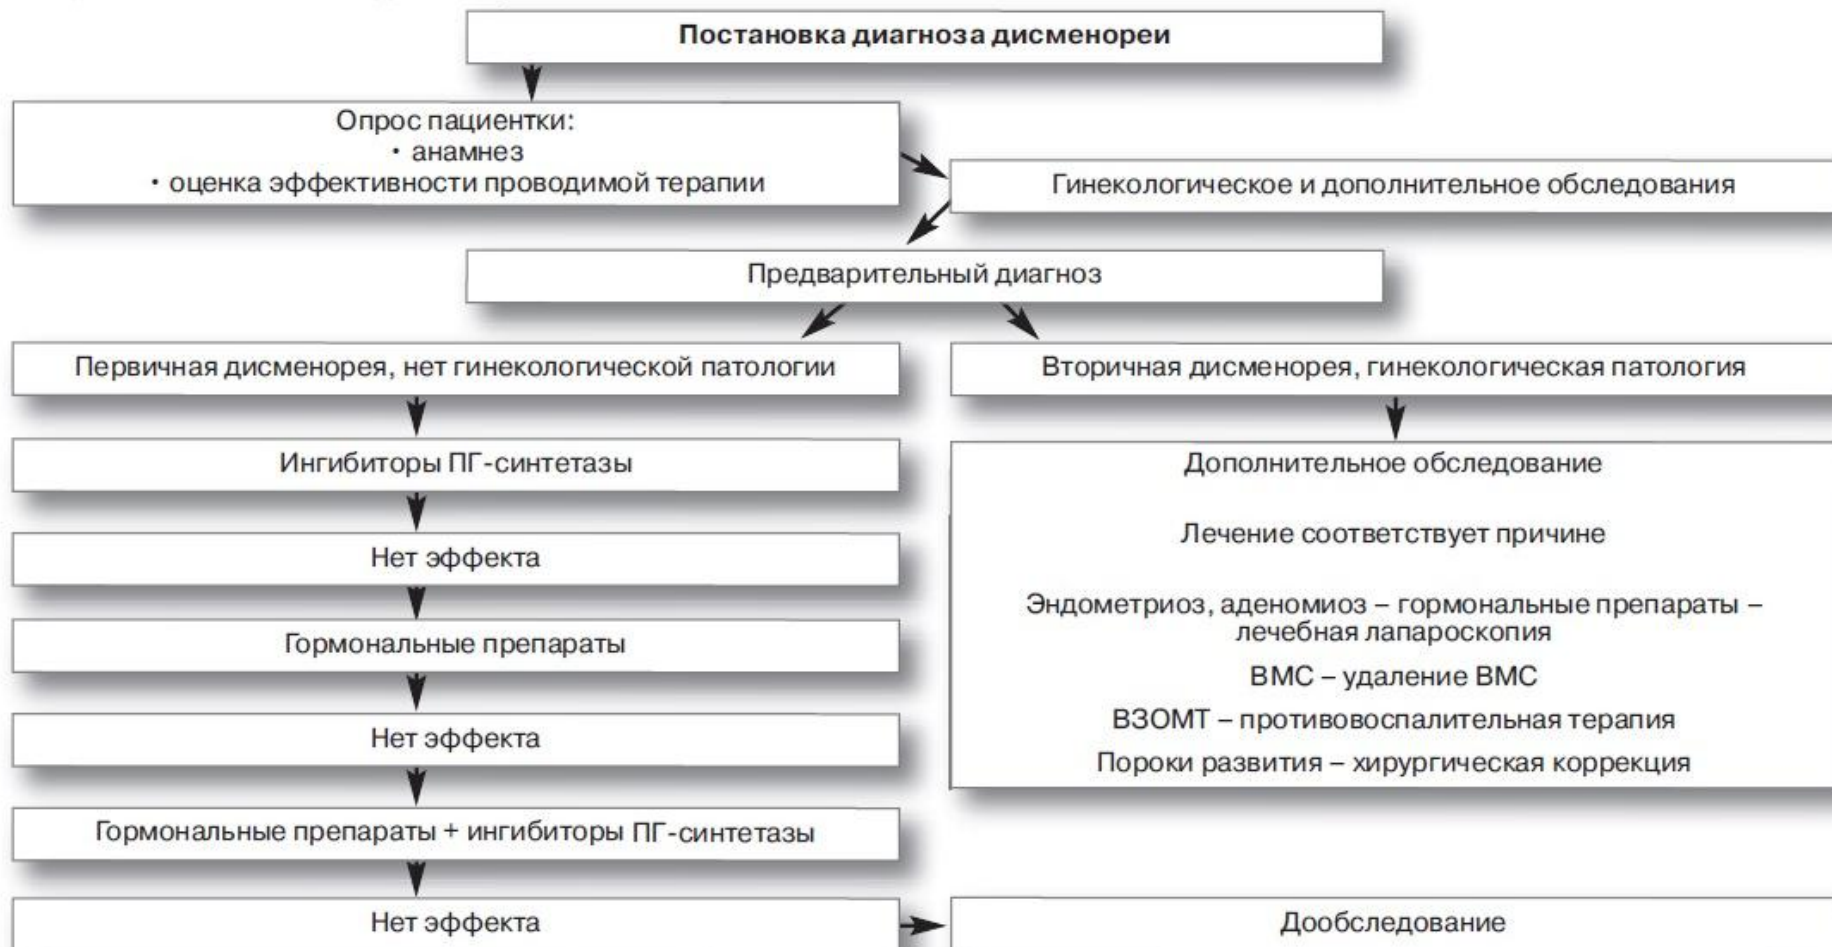 Постановка диагноза дисменореи
Опрос пациентки:
• анамнез
• оценка эффективности проводимой терапии
Гинекологическое и дополнительное обследования
Предварительный диагноз
Первичная дисменорея, нет гинекологической патологии
Вторичная дисменорея, гинекологическая патология
Ингибиторы ПГ-синтетазы
Нет эффекта
Гормональные препараты
Нет эффекта
Гормональные препараты + ингибиторы ПГ-синтетазы
Нет эффекта
Дополнительное обследование
Лечение соответствует причине
Эндометриоз, аденомиоз – гормональные препараты –
лечебная лапароскопия
ВМС – удаление ВМС
ВЗОМТ – противовоспалительная терапия
Пороки развития – хирургическая коррекция
Дообследование